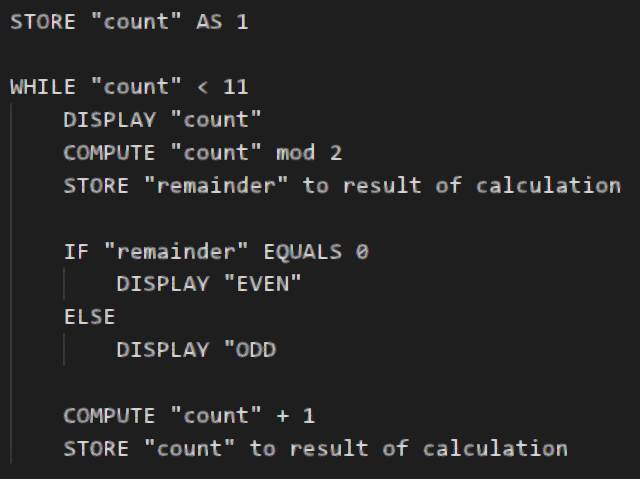 STORE "count" AS 1
WHILE "count" < 11
DISPLAY "count"
COMPUTE "count" mod 2
STORE "remainder" to result of calculation
IF "remainder" EQUALS 0
DISPLAY "EVEN"
ELSE
DISPLAY "ODD
COMPUTE "count" + 1
STORE "count" to result of calculation